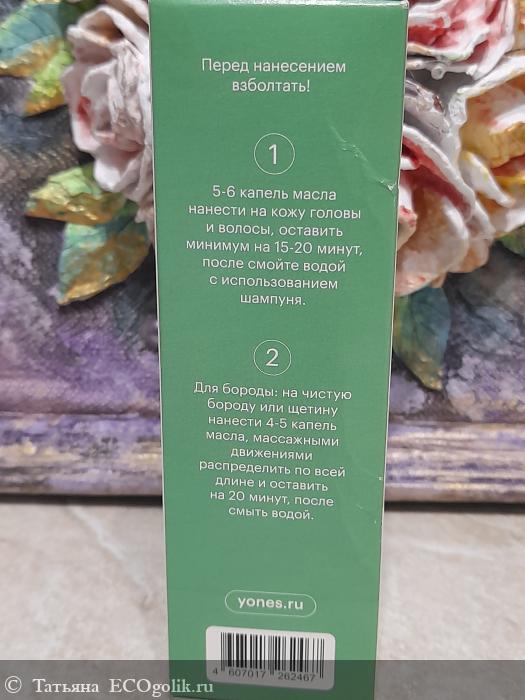 Перед нанесением
взболтать!
1
5-6 капель масла
нанести на кожу головы
и волосы, оставить
минимум на 15-20 минут,
после смойте водой
с использованием
шампуня.
2
Для бороды: на чистую
бороду или щетину
нанести 4-5 капель
масла, массажными
движениями
распределить по всей
длине и оставить
на 20 минут, после
смыть водой.
yones.ru
4 607017 262467
© Татьяна ECOgolik.ru